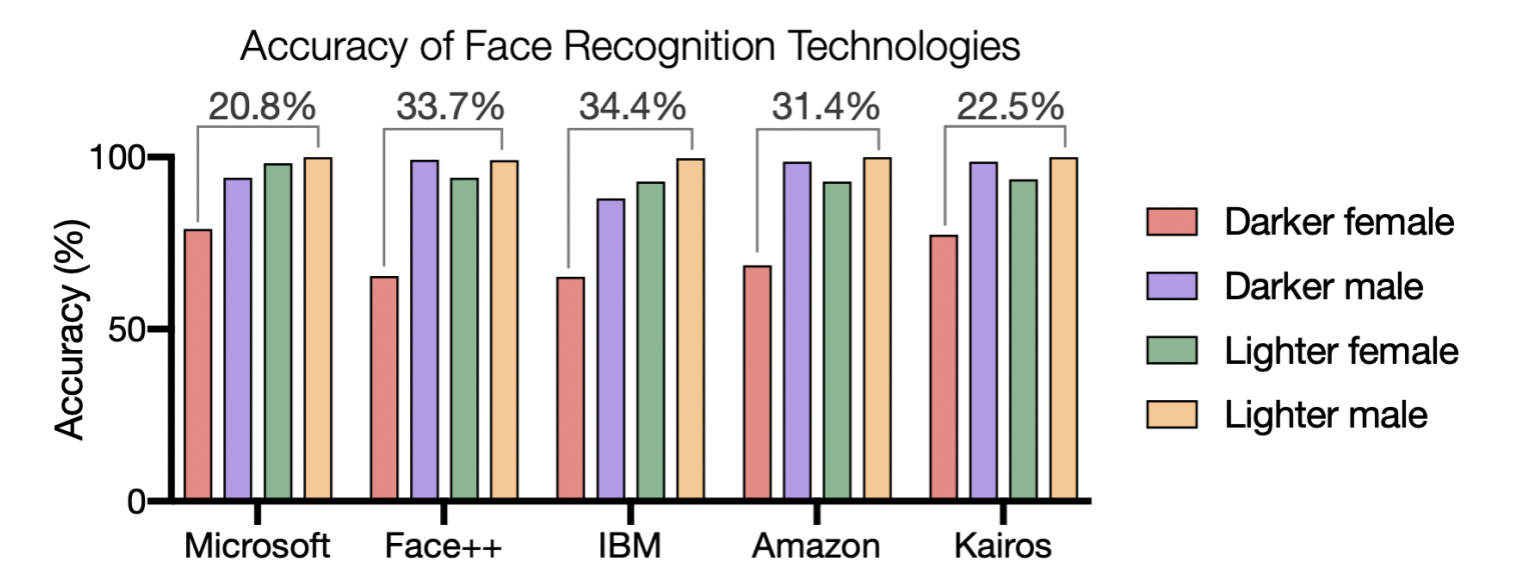 Accuracy of Face Recognition Technologies
20.8% 33.7% 34.4% 31.4% 22.5%
100
50
0
Accuracy (%)
Microsoft Face++ IBM Amazon Kairos
Darker female
Darker male
Lighter female
Lighter male